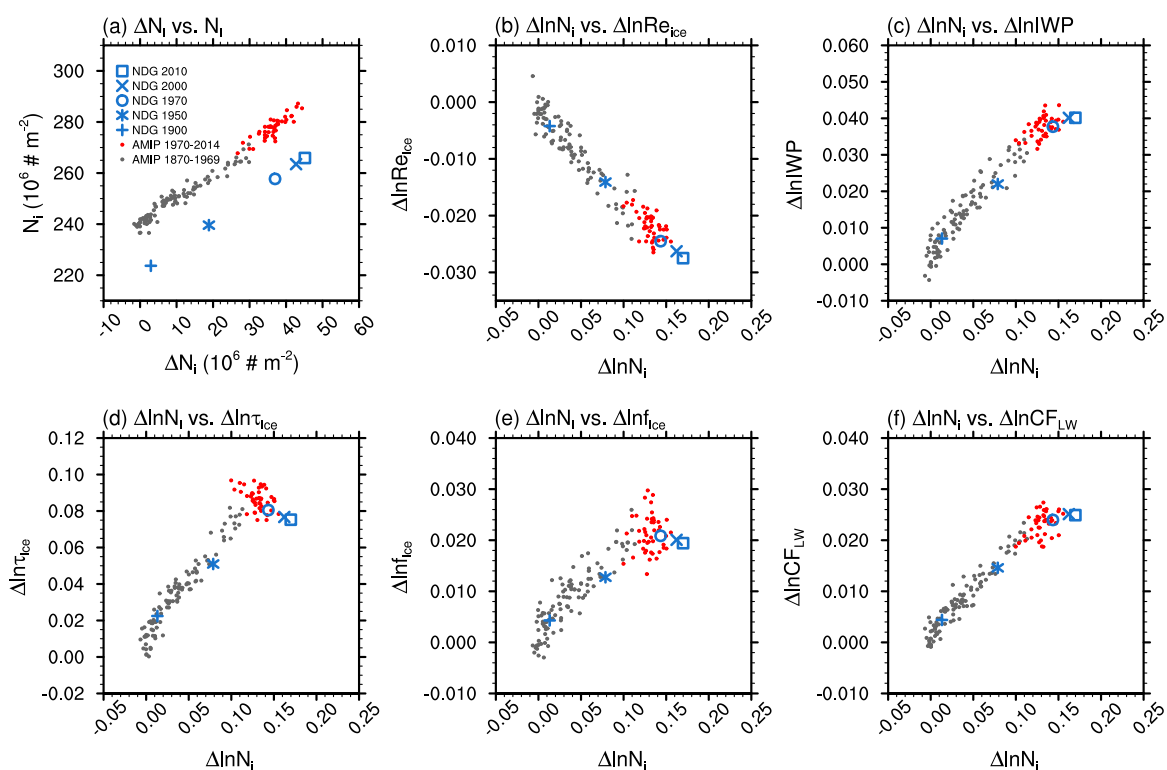 (a) ΔN_I vs. N_I
300
280
260
240
220
N_i (10^6 # m^-2)
NDG 2010
NDG 2000
NDG 1970
NDG 1950
NDG 1900
AMIP 1970-2014
AMIP 1870-1969
-10 0 10 20 30 40 50 60
ΔN_i (10^6 # m^-2)
(b) ΔlnN_i vs. ΔlnRe_ice
0.010
0.000
-0.010
-0.020
-0.030
ΔlnRe_Ice
-0.05 0.00 0.05 0.10 0.15 0.20 0.25
ΔlnN_i
(c) ΔlnN_i vs. ΔlnIWP
0.060
0.050
0.040
0.030
0.020
0.010
0.000
-0.010
ΔlnIWP
-0.05 0.00 0.05 0.10 0.15 0.20 0.25
ΔlnN_i
(d) ΔlnN_I vs. Δlnτ_Ice
0.12
0.10
0.08
0.06
0.04
0.02
0.00
-0.02
Δlnτ_Ice
-0.05 0.00 0.05 0.10 0.15 0.20 0.25
ΔlnN_i
(e) ΔlnN_I vs. Δlnf_Ice
0.040
0.030
0.020
0.010
0.000
-0.010
Δlnf_Ice
-0.05 0.00 0.05 0.10 0.15 0.20 0.25
ΔlnN_i
(f) ΔlnN_i vs. ΔlnCF_LW
0.040
0.030
0.020
0.010
0.000
-0.010
ΔlnCF_LW
-0.05 0.00 0.05 0.10 0.15 0.20 0.25
ΔlnN_i